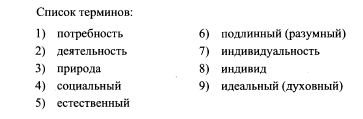 Список терминов:
1) потребность
2) деятельность
3) природа
4) социальный
5) естественный
6) подлинный (разумный)
7) индивидуальность
8) индивид
9) идеальный (духовный)